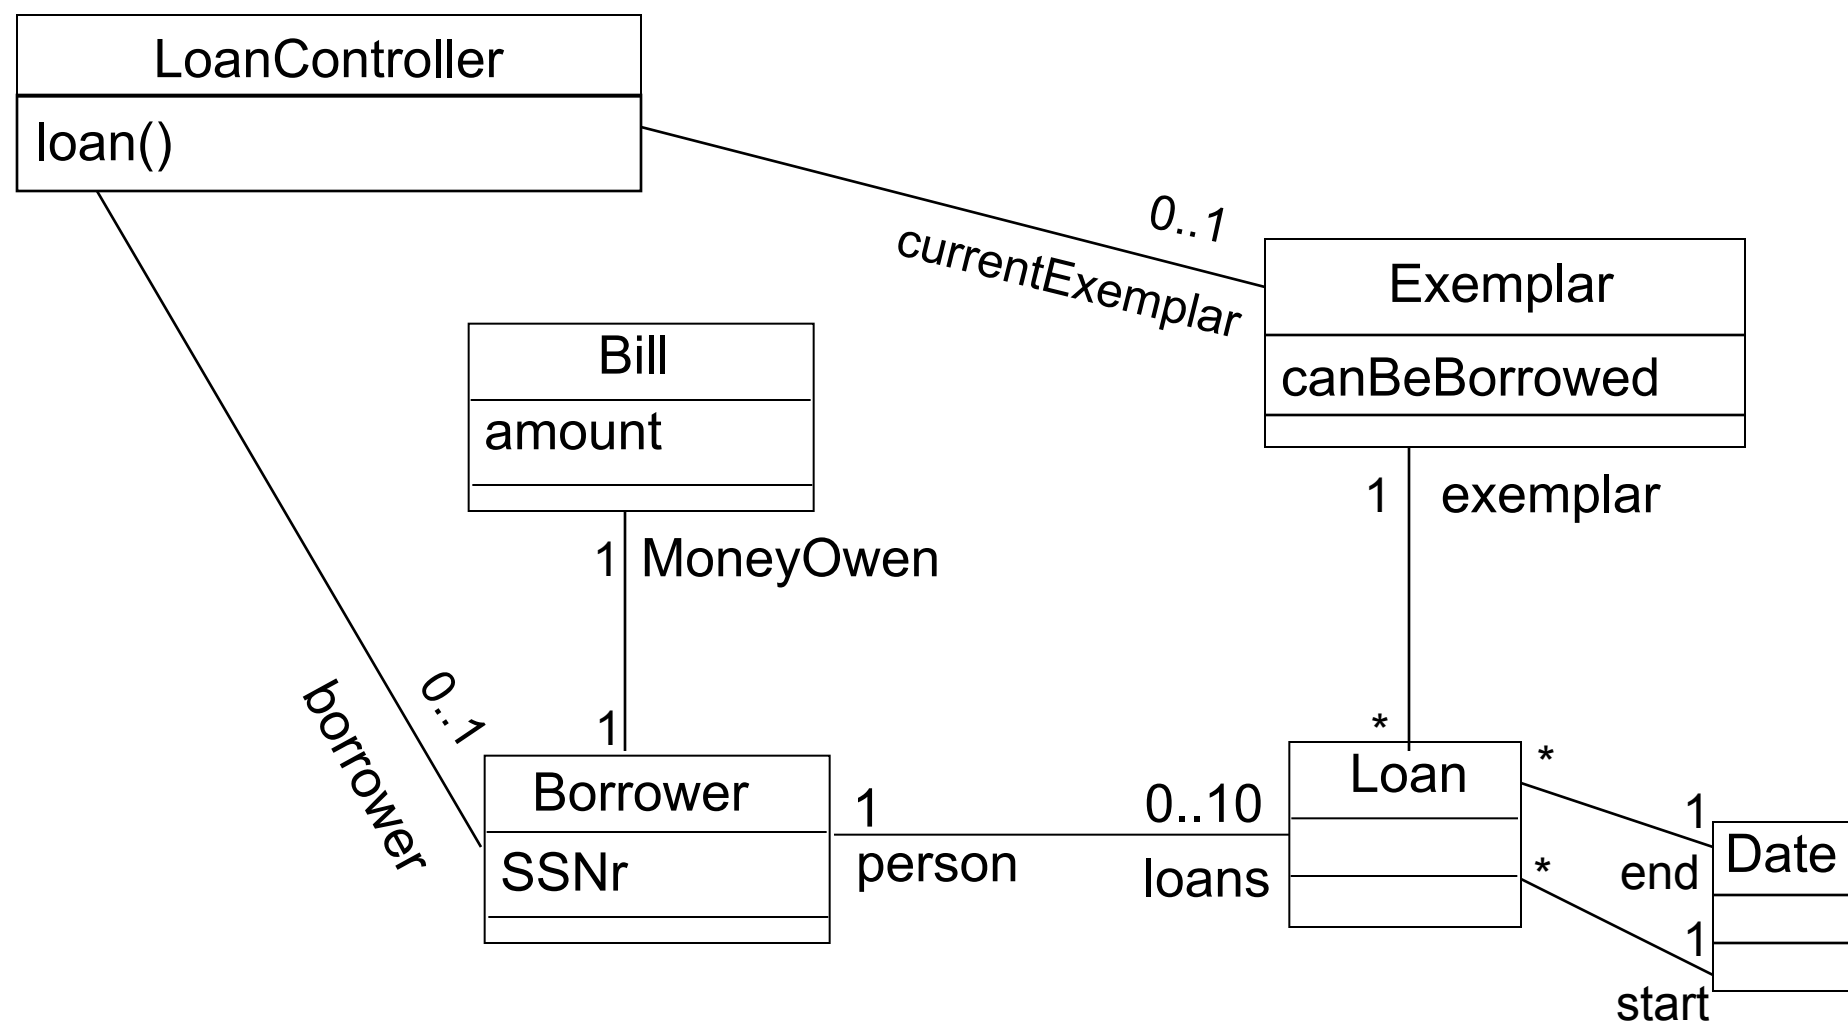 LoanController
loan()
0..1
currentExemplar
Exemplar
canBeBorrowed
Bill
amount
1 exemplar
1 MoneyOwen
0..1
borrower
1
*
Borrower
SSNr
1
person
0..10
loans
Loan
*
1
end
Date
*
1
start